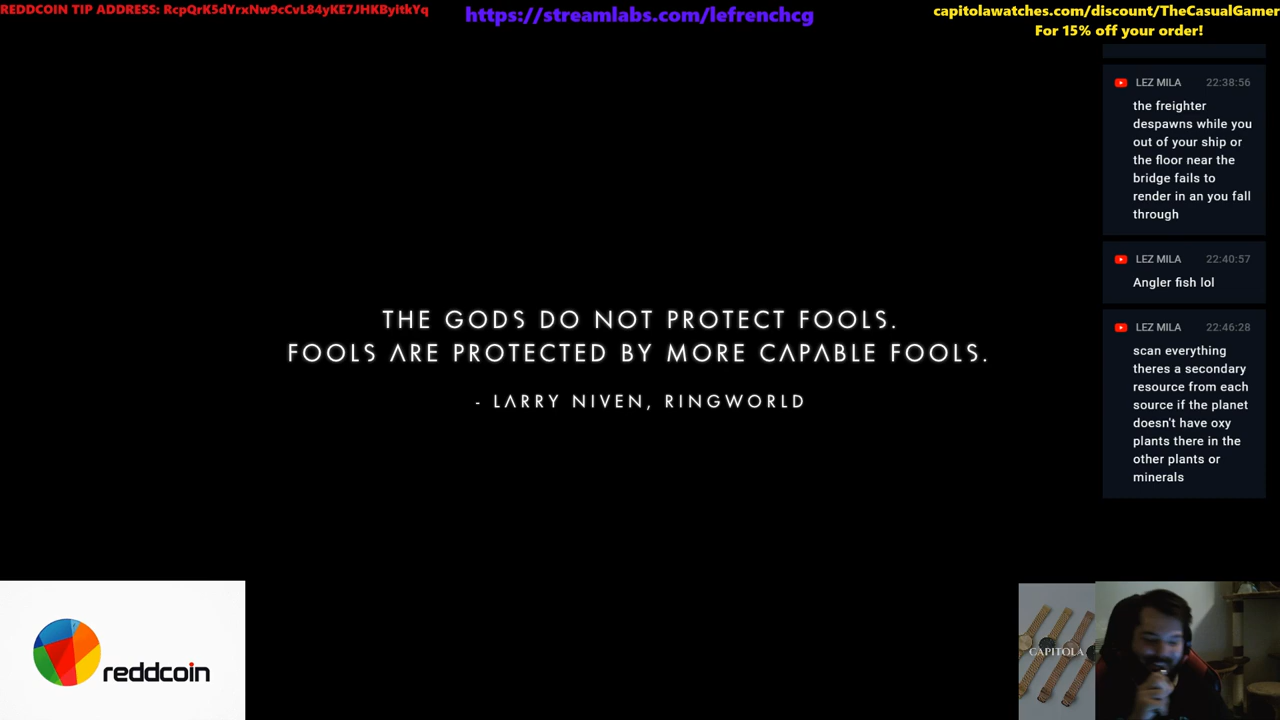 REDDCOIN TIP ADDRESS: RcpQrK5dYrxNw9cCvL84yKE7JHKByitkYq
https://streamlabs.com/lefrenchcg
capitolawatches.com/discount/TheCasualGamer
For 15% off your order!
LEZ MILA 22:38:56
the freighter
despawns while you
out of your ship or
the floor near the
bridge fails to
render in an you fall
through
LEZ MILA 22:40:57
Angler fish lol
LEZ MILA 22:46:28
scan everything
theres a secondary
resource from each
source if the planet
doesn't have oxy
plants there in the
other plants or
minerals
THE GODS DO NOT PROTECT FOOLS.
FOOLS ARE PROTECTED BY MORE CAPABLE FOOLS.
- LARRY NIVEN, RINGWORLD
reddcoin
CAPITOLA